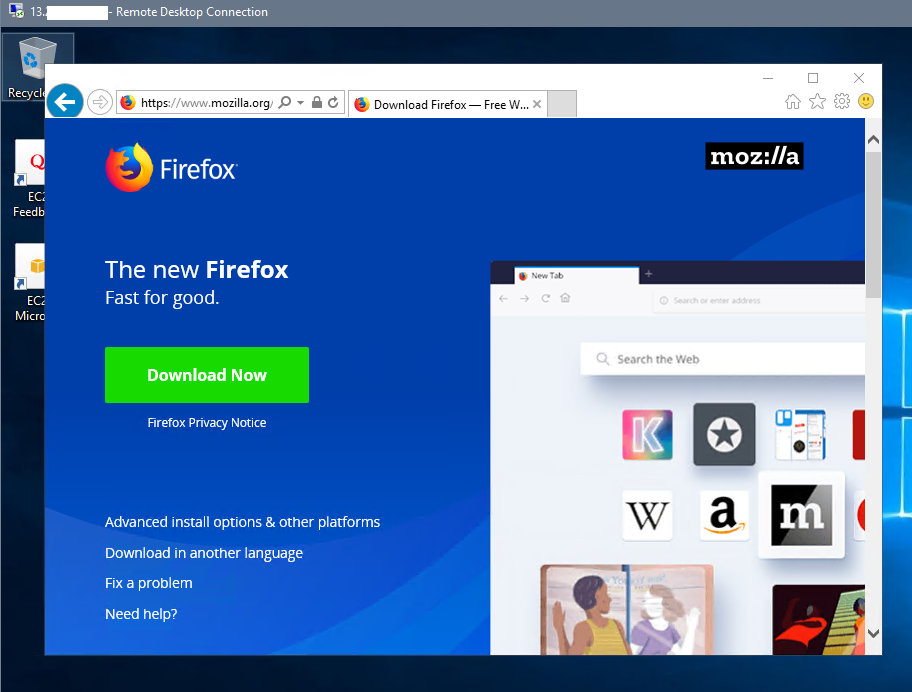 13.
- Remote Desktop Connection
Recycle
https://www.mozilla.org/
Download Firefox — Free W...
Q
EC2
Feedb
EC2
Micro
Firefox
moz://a
The new Firefox
Fast for good.
Download Now
Firefox Privacy Notice
Advanced install options & other platforms
Download in another language
Fix a problem
Need help?
New Tab
Search or enter address
Search the Web
K
W
a
m